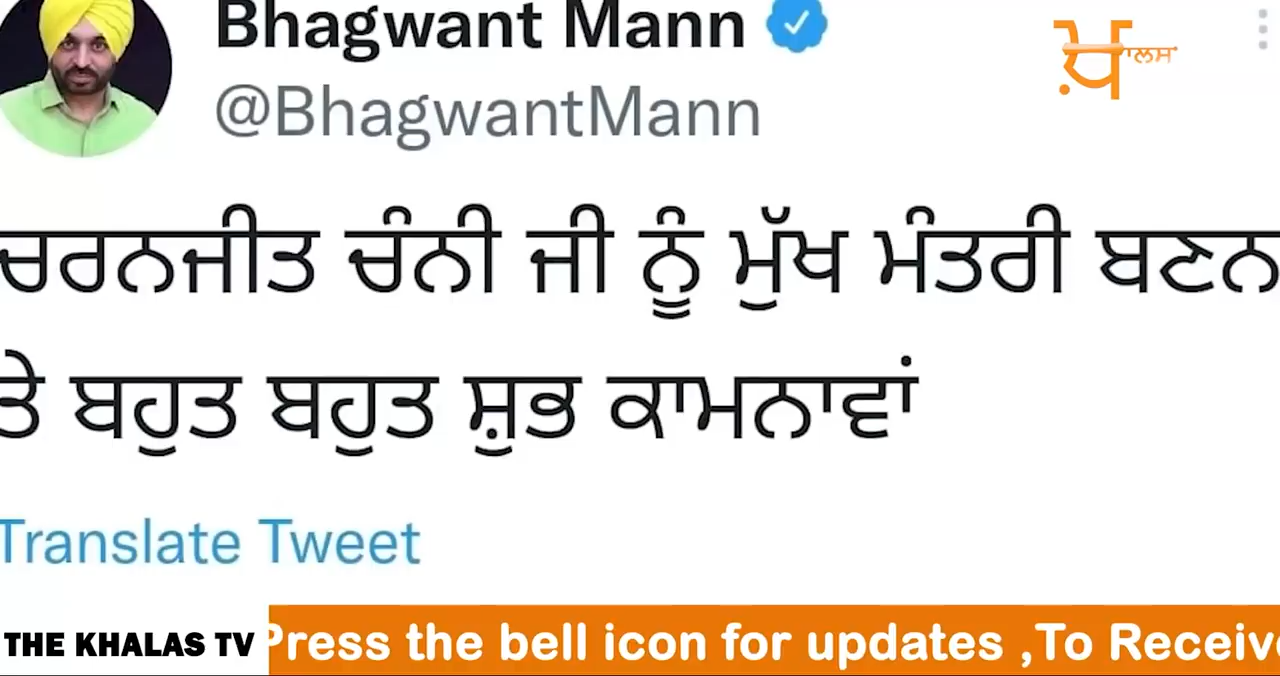 Bhagwant Mann
@BhagwantMann
ਖ਼ਾਲਸ
ਚਰਨਜੀਤ ਚੰਨੀ ਜੀ ਨੂੰ ਮੁੱਖ ਮੰਤਰੀ ਬਣਨ
ਤੇ ਬਹੁਤ ਬਹੁਤ ਸ਼ੁਭ ਕਾਮਨਾਵਾਂ
Translate Tweet
THE KHALAS TV Press the bell icon for updates ,To Receive